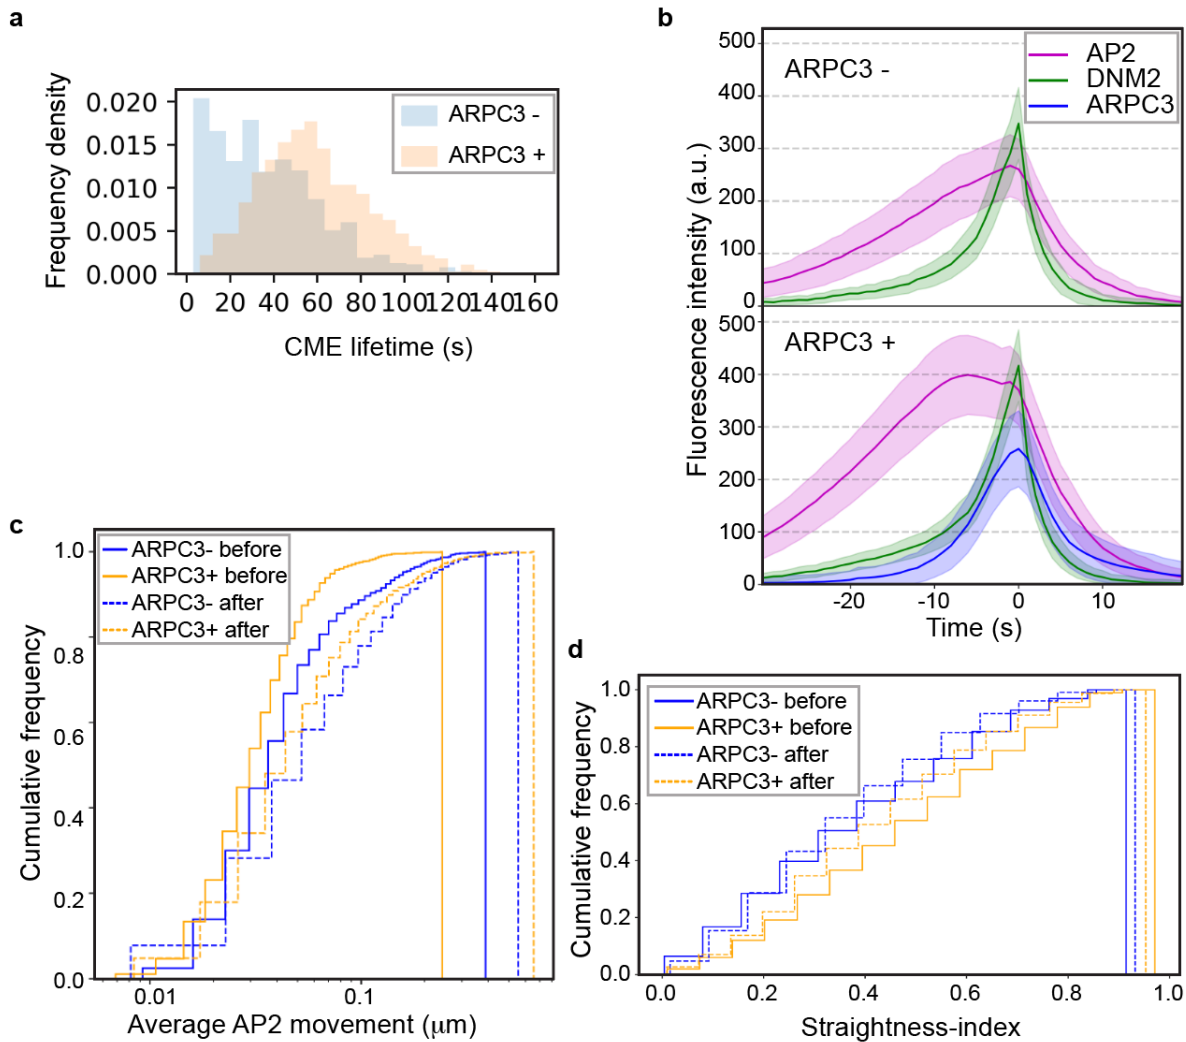 a
Frequency density
0.020
0.015
0.010
0.005
0.000
ARPC3 -
ARPC3 +
0 20 40 60 80 100 120 140 160
CME lifetime (s)
b
Fluorescence intensity (a.u.)
500
400
300
200
100
0
ARPC3 -
AP2
DNM2
ARPC3
500
400
300
200
100
0
ARPC3 +
-20 -10 0 10
Time (s)
c
Cumulative frequency
1.0
0.8
0.6
0.4
0.2
0.0
ARPC3- before
ARPC3+ before
ARPC3- after
ARPC3+ after
0.01 0.1
Average AP2 movement (μm)
d
Cumulative frequency
1.0
0.8
0.6
0.4
0.2
0.0
ARPC3- before
ARPC3+ before
ARPC3- after
ARPC3+ after
0.0 0.2 0.4 0.6 0.8 1.0
Straightness-index